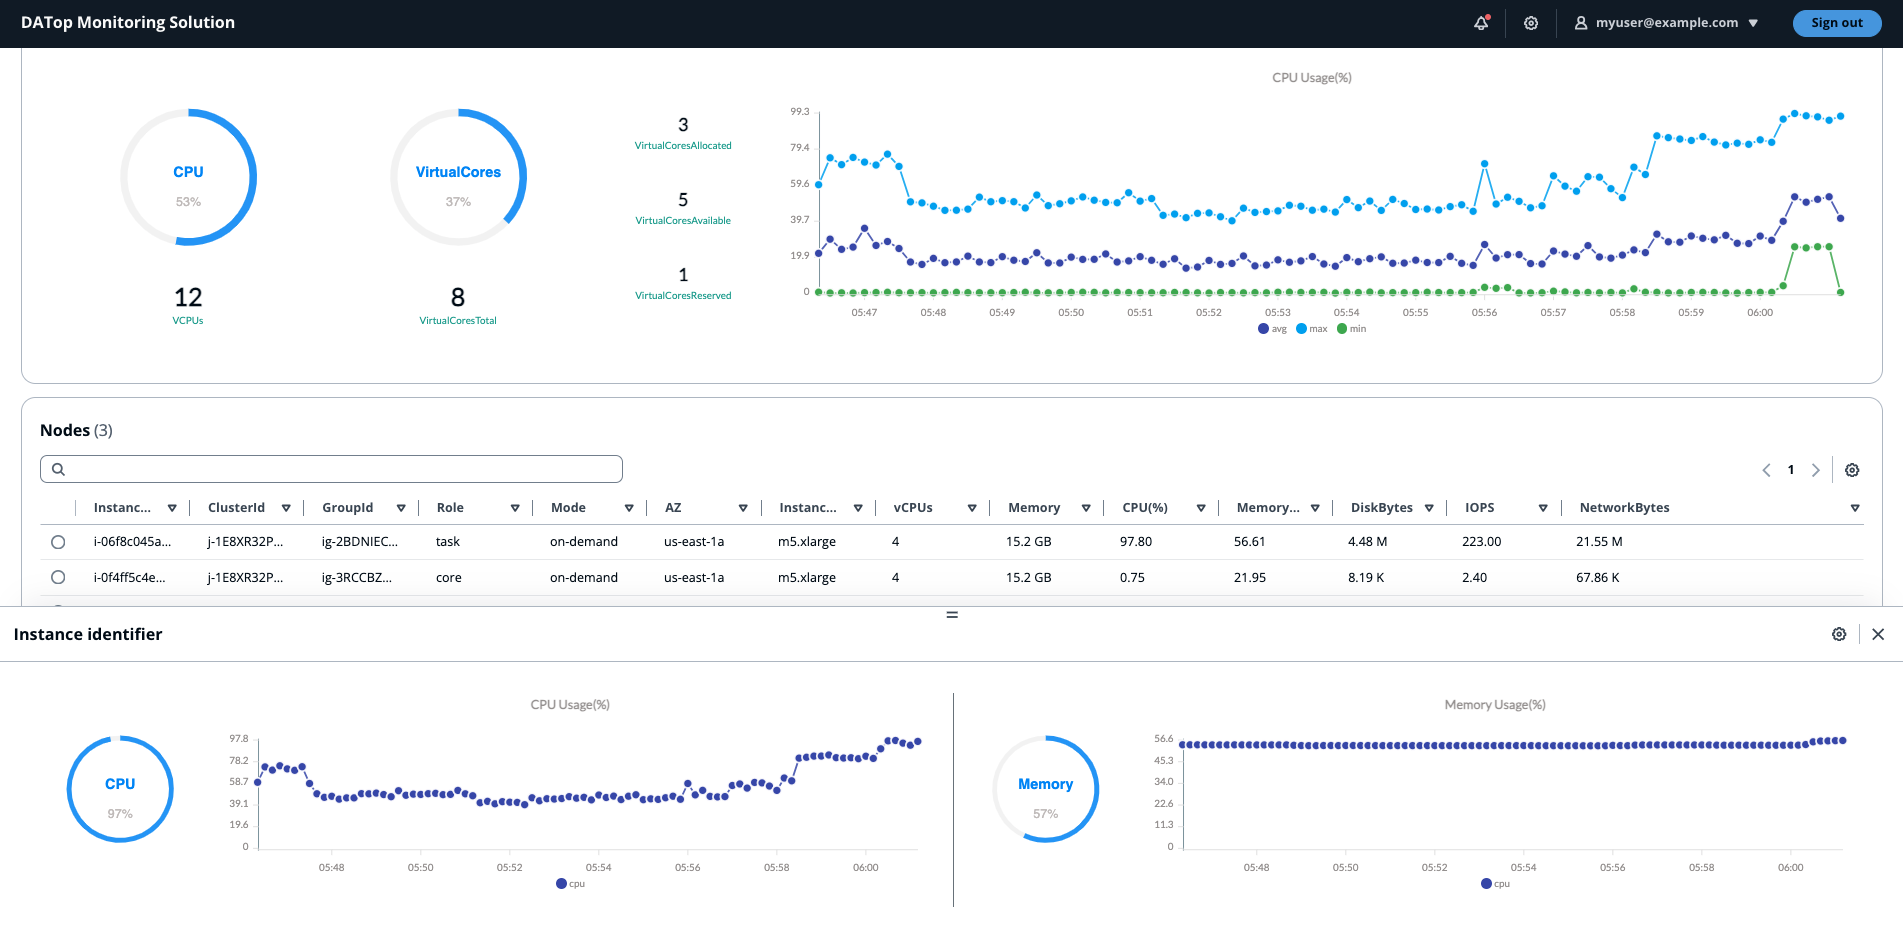 DATop Monitoring Solution
myuser@example.com
Sign out
CPU
53%
12
VCPUs
VirtualCores
37%
8
VirtualCoresTotal
3
VirtualCoresAllocated
5
VirtualCoresAvailable
1
VirtualCoresReserved
CPU Usage(%)
99.3
79.4
59.6
39.7
19.9
0
05:47 05:48 05:49 05:50 05:51 05:52 05:53 05:54 05:55 05:56 05:57 05:58 05:59 06:00
avg max min
Nodes (3)
1
Instanc... ClusterId GroupId Role Mode AZ Instanc... vCPUs Memory CPU(%) Memory... DiskBytes IOPS NetworkBytes
i-06f8c045a... j-1E8XR32P... ig-2BDNIEC... task on-demand us-east-1a m5.xlarge 4 15.2 GB 97.80 56.61 4.48 M 223.00 21.55 M
i-0f4ff5c4e... j-1E8XR32P... ig-3RCCBZ... core on-demand us-east-1a m5.xlarge 4 15.2 GB 0.75 21.95 8.19 K 2.40 67.86 K
Instance identifier
CPU
97%
CPU Usage(%)
97.8
78.2
58.7
39.1
19.6
0
05:48 05:50 05:52 05:54 05:56 05:58 06:00
cpu
Memory
57%
Memory Usage(%)
56.6
45.3
34.0
22.6
11.3
0
05:48 05:50 05:52 05:54 05:56 05:58 06:00
cpu